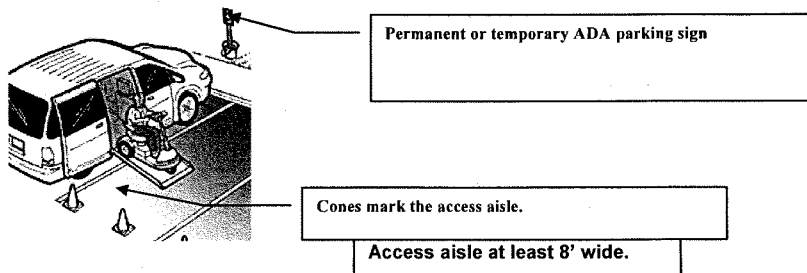 Permanent or temporary ADA parking sign
Cones mark the access aisle.
Access aisle at least 8' wide.